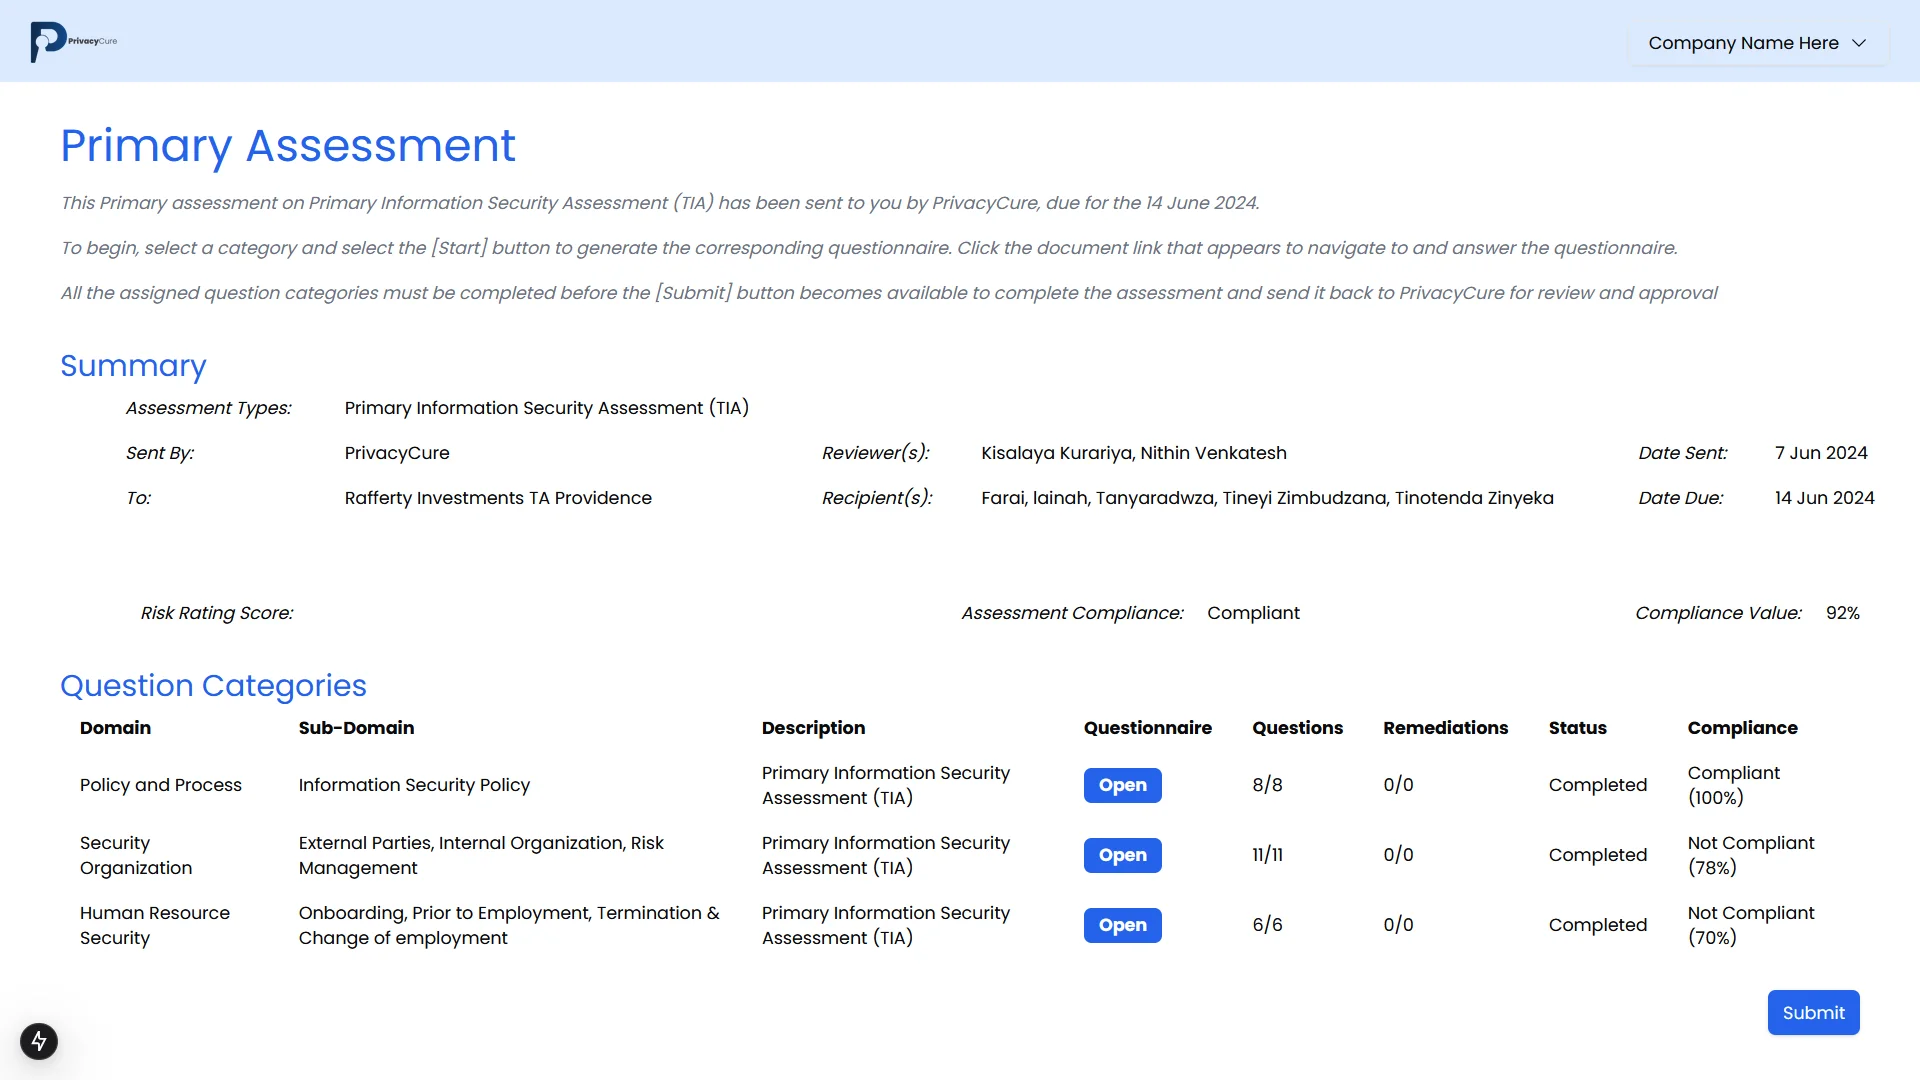 PrivacyCure
Company Name Here
Primary Assessment
This Primary assessment on Primary Information Security Assessment (TIA) has been sent to you by PrivacyCure, due for the 14 June 2024.
To begin, select a category and select the [Start] button to generate the corresponding questionnaire. Click the document link that appears to navigate to and answer the questionnaire.
All the assigned question categories must be completed before the [Submit] button becomes available to complete the assessment and send it back to PrivacyCure for review and approval
Summary
Assessment Types: Primary Information Security Assessment (TIA)
Sent By: PrivacyCure Reviewer(s): Kisalaya Kurariya, Nithin Venkatesh Date Sent: 7 Jun 2024
To: Rafferty Investments TA Providence Recipient(s): Farai, lainah, Tanyaradwza, Tineyi Zimbudzana, Tinotenda Zinyeka Date Due: 14 Jun 2024
Risk Rating Score: Assessment Compliance: Compliant Compliance Value: 92%
Question Categories
Domain Sub-Domain Description Questionnaire Questions Remediations Status Compliance
Policy and Process Information Security Policy Primary Information Security Open 8/8 0/0 Completed Compliant
Assessment (TIA) (100%)
Security External Parties, Internal Organization, Risk Primary Information Security Open 11/11 0/0 Completed Not Compliant
Organization Management Assessment (TIA) (78%)
Human Resource Onboarding, Prior to Employment, Termination & Primary Information Security Open 6/6 0/0 Completed Not Compliant
Security Change of employment Assessment (TIA) (70%)
Submit